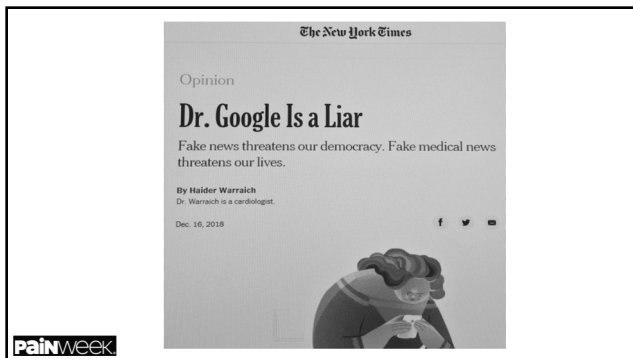 The New York Times
Opinion
Dr. Google Is a Liar
Fake news threatens our democracy. Fake medical news
threatens our lives.
By Haider Warraich
Dr. Warraich is a cardiologist.
Dec. 16, 2018
PAINWEEK.